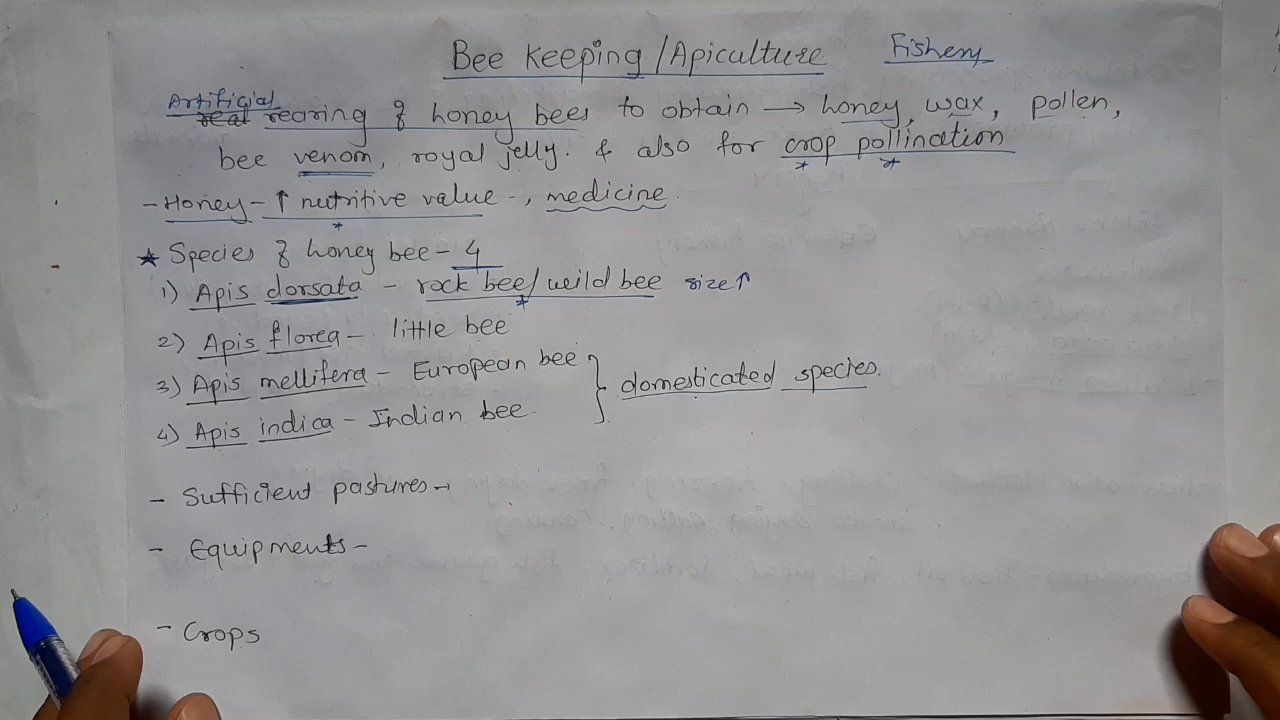 Bee Keeping/Apiculture Fishery
Artificial
real rearing of honey bees to obtain → honey, wax, pollen,
bee venom, royal jelly. & also for crop pollination
- Honey - ↑ nutritive value -, medicine.
* Species of honey bee - 4
1) Apis dorsata - rock bee/wild bee size↑
2) Apis florea - little bee
3) Apis mellifera - European bee
4) Apis indica - Indian bee.
} domesticated species.
- Sufficient pastures →
- Equipments -
- Crops